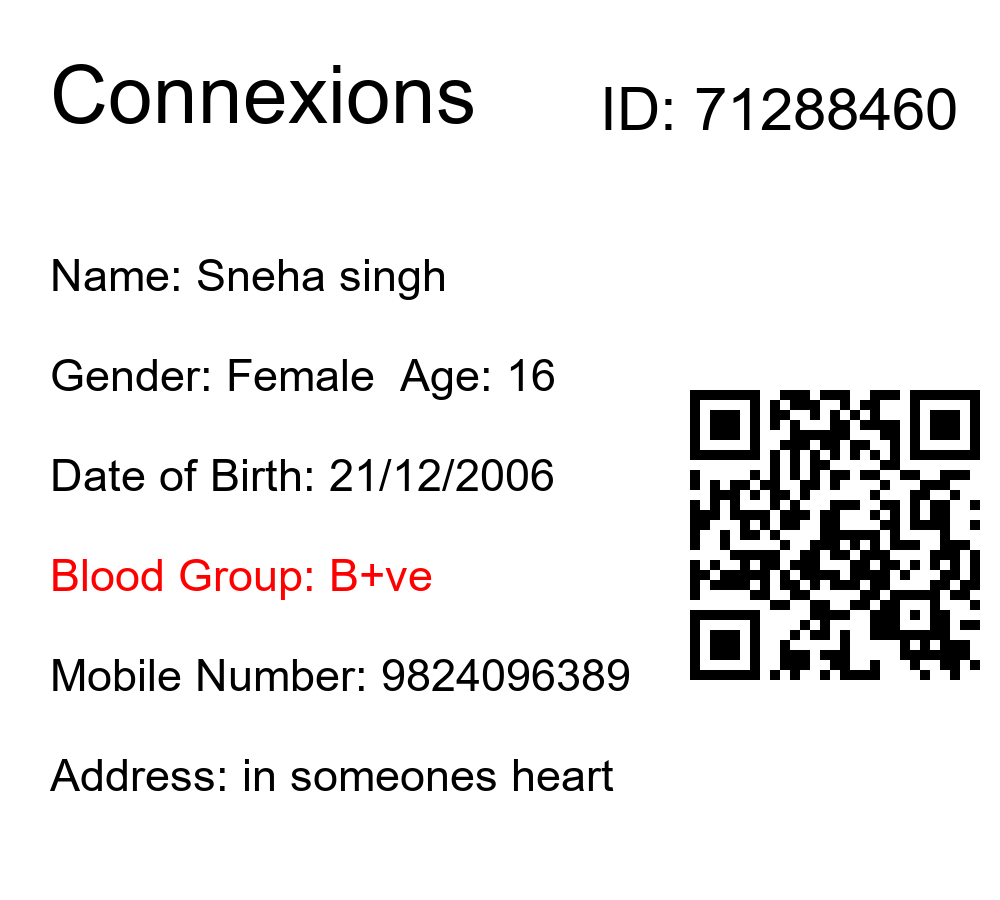 Connexions
ID: 71288460
Name: Sneha singh
Gender: Female  Age: 16
Date of Birth: 21/12/2006
Blood Group: B+ve
Mobile Number: 9824096389
Address: in someones heart